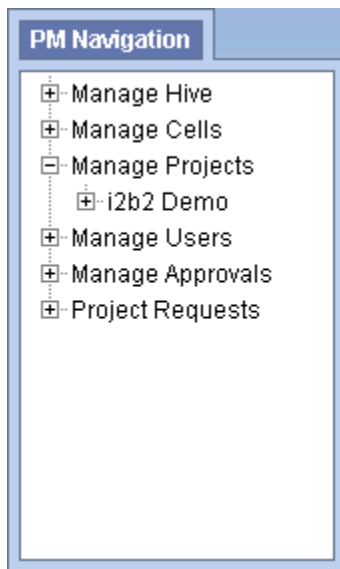 PM Navigation
Manage Hive
Manage Cells
Manage Projects
i2b2 Demo
Manage Users
Manage Approvals
Project Requests